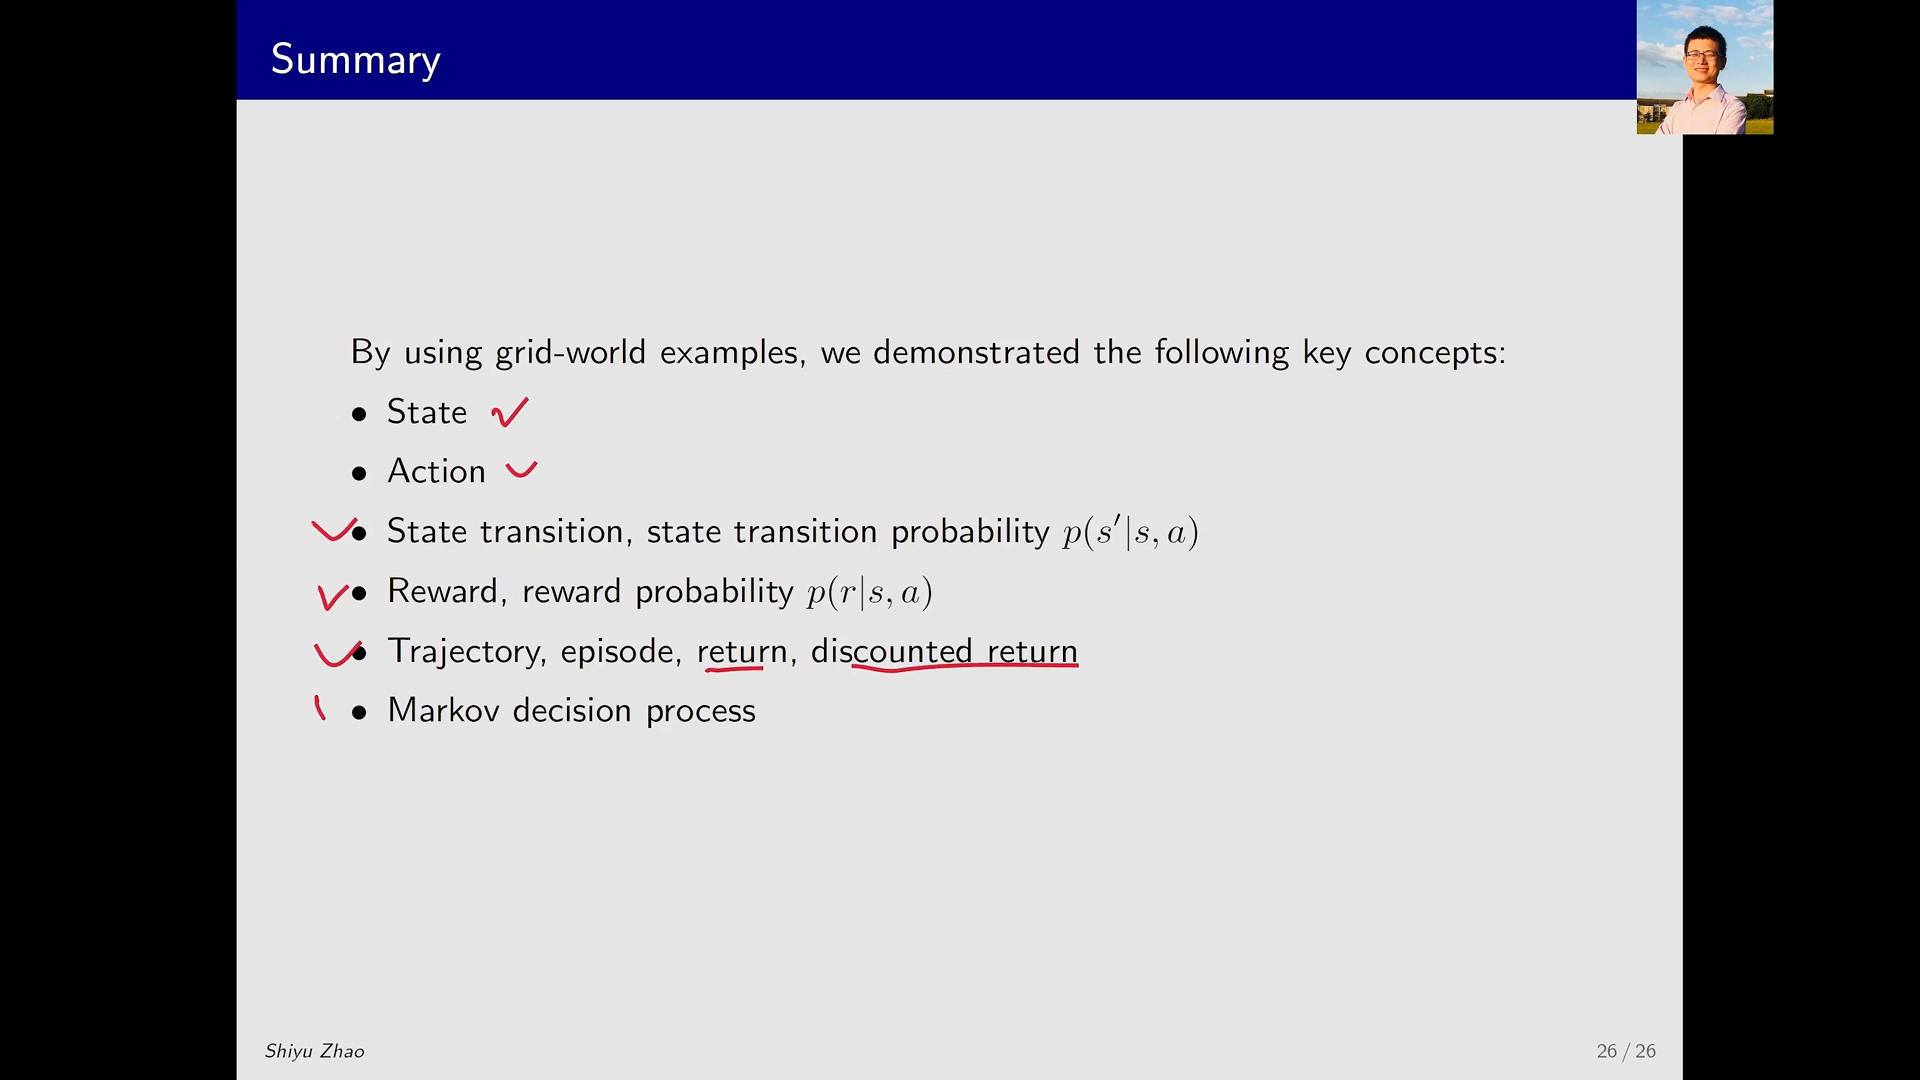 Summary
By using grid-world examples, we demonstrated the following key concepts:
• State
• Action
• State transition, state transition probability p(s′|s, a)
• Reward, reward probability p(r|s, a)
• Trajectory, episode, return, discounted return
• Markov decision process
Shiyu Zhao
26 / 26